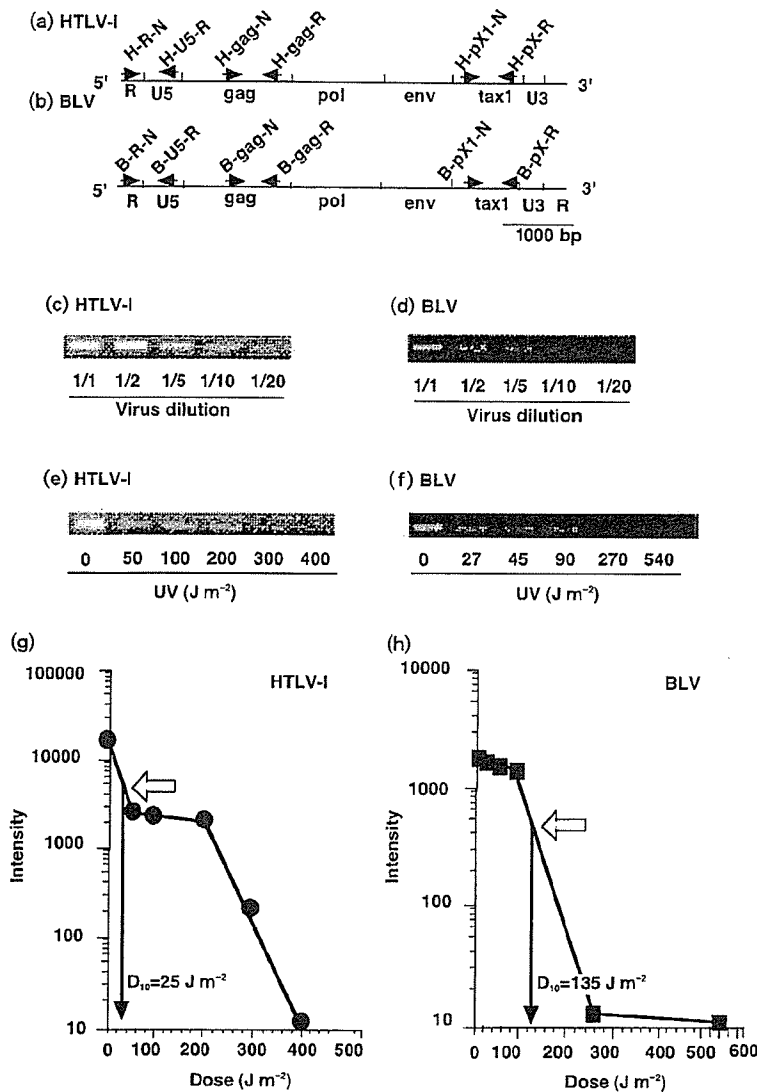 (a) HTLV-I
H-R-N H-U5-R H-gag-N H-gag-R H-pX1-N H-pX-R
5' 3'
R U5 gag pol env tax1 U3
(b) BLV
B-R-N B-U5-R B-gag-N B-gag-R B-pX1-N B-pX-R
5' 3'
R U5 gag pol env tax1 U3 R
1000 bp
(c) HTLV-I
1/1 1/2 1/5 1/10 1/20
Virus dilution
(d) BLV
1/1 1/2 1/5 1/10 1/20
Virus dilution
(e) HTLV-I
0 50 100 200 300 400
UV (J m⁻²)
(f) BLV
0 27 45 90 270 540
UV (J m⁻²)
(g)
HTLV-I
100000
10000
1000
100
10
Intensity
D₁₀=25 J m⁻²
0 100 200 300 400 500
Dose (J m⁻²)
(h)
BLV
10000
1000
100
10
Intensity
D₁₀=135 J m⁻²
0 100 200 300 400 500 600
Dose (J m⁻²)